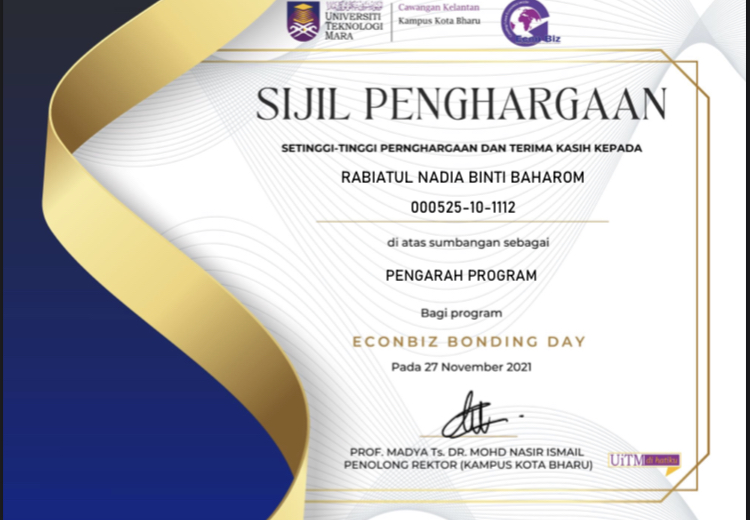 UNIVERSITI
TEKNOLOGI
MARA
Cawangan Kelantan
Kampus Kota Bharu
SIJIL PENGHARGAAN
SETINGGI-TINGGI PERNGHARGAAN DAN TERIMA KASIH KEPADA
RABIATUL NADIA BINTI BAHAROM
000525-10-1112
di atas sumbangan sebagai
PENGARAH PROGRAM
Bagi program
ECONBIZ BONDING DAY
Pada 27 November 2021
PROF. MADYA Ts. DR. MOHD NASIR ISMAIL
PENOLONG REKTOR (KAMPUS KOTA BHARU)
UiTM di hatiku